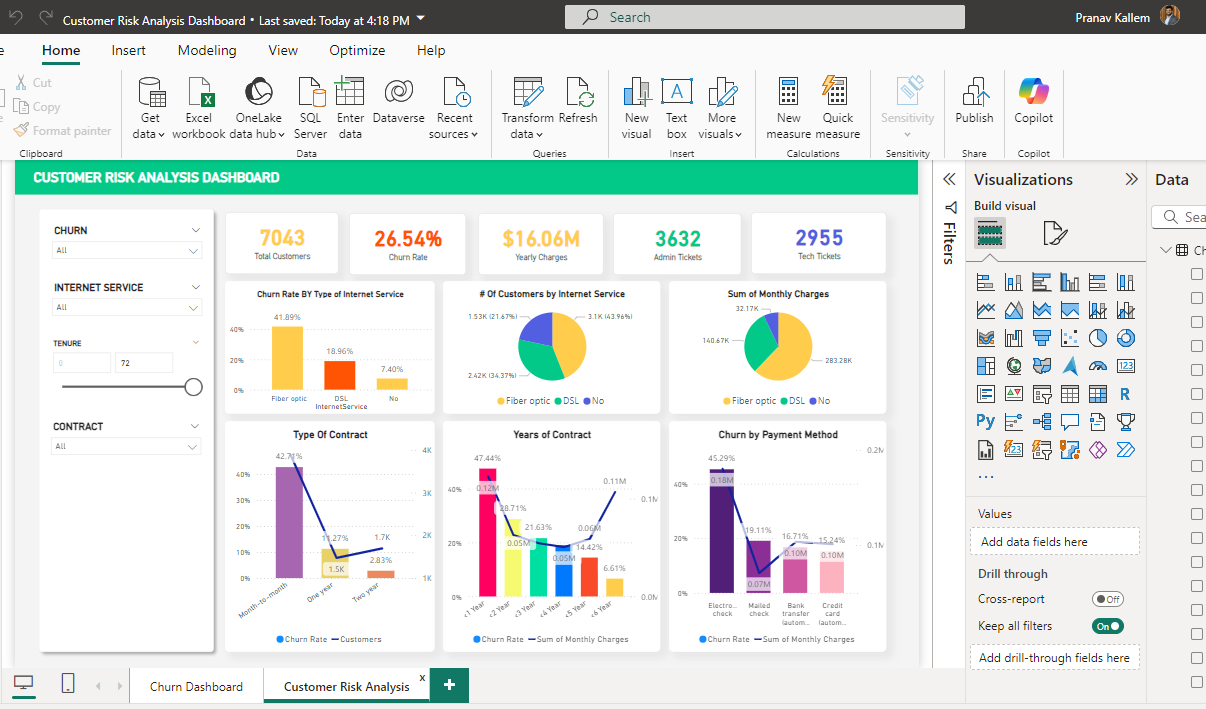 Customer Risk Analysis Dashboard • Last saved: Today at 4:18 PM
Search
Pranav Kallem
Home Insert Modeling View Optimize Help
Cut
Copy
Format painter
Clipboard
Get data
Excel workbook
OneLake data hub
SQL Server
Enter data
Dataverse
Recent sources
Data
Transform data
Refresh
Queries
New visual
Text box
More visuals
Insert
New measure
Quick measure
Calculations
Sensitivity
Sensitivity
Publish
Share
Copilot
Copilot
CUSTOMER RISK ANALYSIS DASHBOARD
CHURN
All
INTERNET SERVICE
All
TENURE
0 72
CONTRACT
All
7043
Total Customers
26.54%
Churn Rate
$16.06M
Yearly Charges
3632
Admin Tickets
2955
Tech Tickets
Churn Rate BY Type of Internet Service
41.89%
18.96%
7.40%
40%
20%
0%
Fiber optic DSL No
InternetService
# Of Customers by Internet Service
1.53K (21.67%)
3.1K (43.96%)
2.42K (34.37%)
Fiber optic DSL No
Sum of Monthly Charges
32.17K
140.67K
283.28K
Fiber optic DSL No
Type Of Contract
42.71%
11.27%
1.7K
2.83%
1.5K
40%
30%
20%
10%
0%
4K
3K
2K
1K
Month-to-month One year Two year
Churn Rate Customers
Years of Contract
47.44%
0.12M
28.71%
0.05M
21.63%
0.05M
0.06M
14.42%
0.11M
6.61%
40%
20%
0%
0.1M
0.0M
<1 Year <2 Year <3 Year <4 Year <5 Year <6 Year
Churn Rate Sum of Monthly Charges
Churn by Payment Method
45.29%
0.18M
19.11%
0.07M
16.71%
0.10M
15.24%
0.10M
40%
20%
0%
0.2M
0.1M
Electro... check
Mailed check
Bank transfer (autom...
Credit card (autom...
Churn Rate Sum of Monthly Charges
Filters
Visualizations
Build visual
123
R
Py
123
...
Values
Add data fields here
Drill through
Cross-report
Off
Keep all filters
On
Add drill-through fields here
Data
Sea
Ch
Churn Dashboard
Customer Risk Analysis
x
+